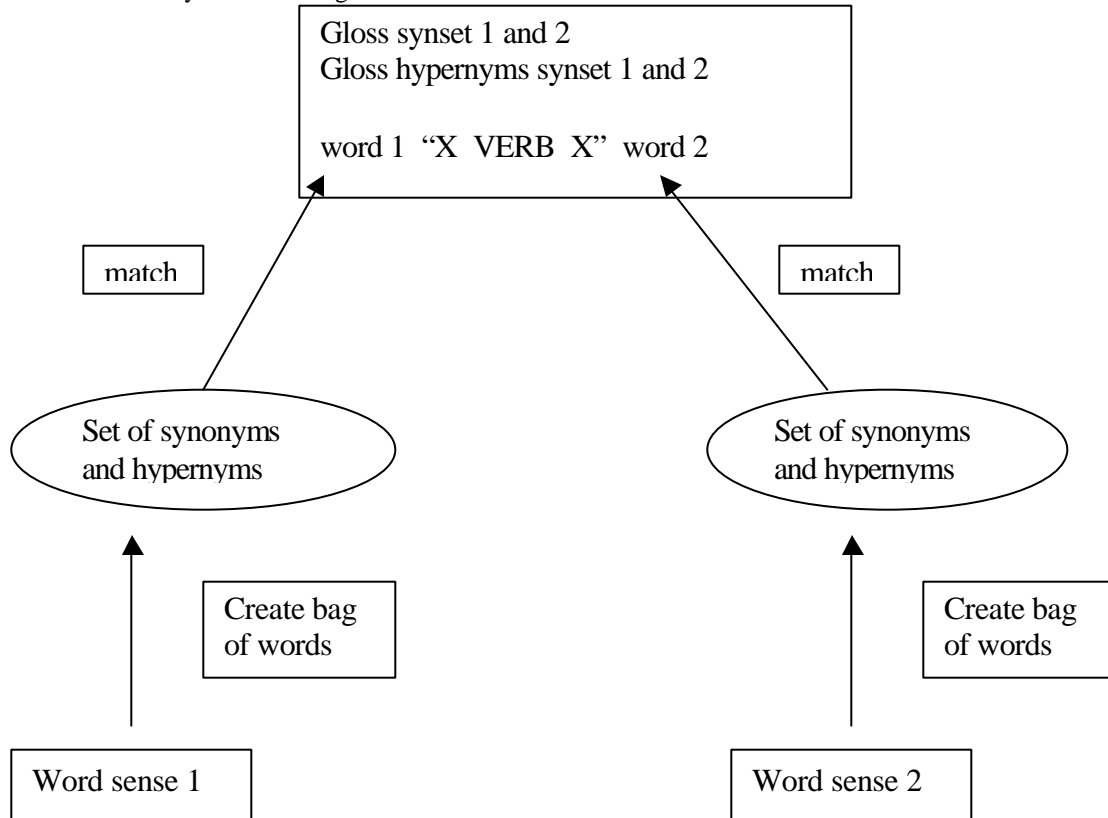 Gloss synset 1 and 2
Gloss hypernyms synset 1 and 2
word 1 “X VERB X” word 2
match
match
Set of synonyms
and hypernyms
Set of synonyms
and hypernyms
Create bag
of words
Create bag
of words
Word sense 1
Word sense 2